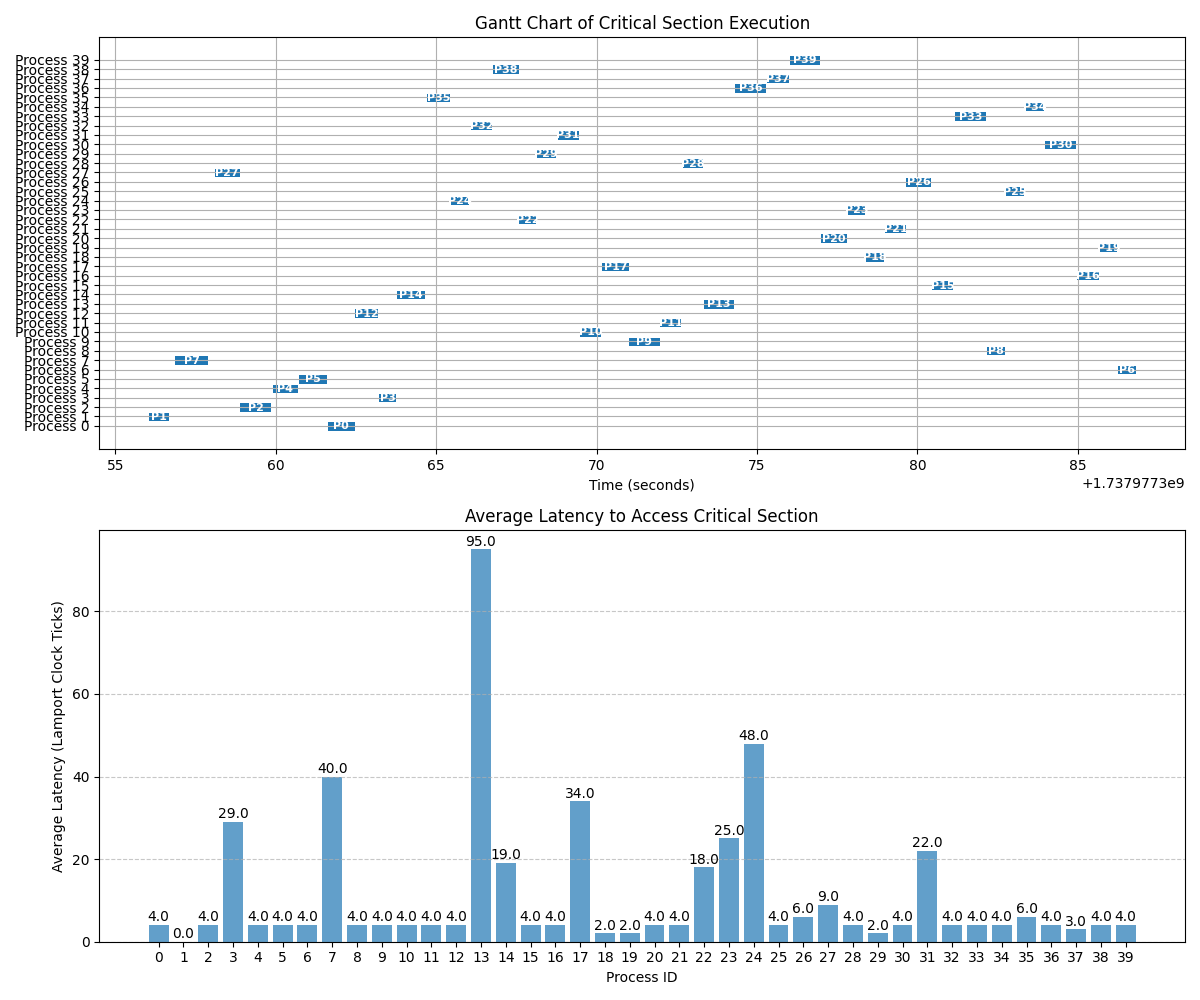 Gantt Chart of Critical Section Execution
Process 39 P39
Process 38 P38
Process 37 P37
Process 36 P36
Process 35 P35
Process 34 P34
Process 33 P33
Process 32 P32
Process 31 P31
Process 30 P30
Process 29 P29
Process 28 P28
Process 27 P27
Process 26 P26
Process 25 P25
Process 24 P24
Process 23 P23
Process 22 P22
Process 21 P21
Process 20 P20
Process 19 P19
Process 18 P18
Process 17 P17
Process 16 P16
Process 15 P15
Process 14 P14
Process 13 P13
Process 12 P12
Process 11 P11
Process 10 P10
Process 9 P9
Process 8 P8
Process 7 P7
Process 6 P6
Process 5 P5
Process 4 P4
Process 3 P3
Process 2 P2
Process 1 P1
Process 0 P0
55 60 65 70 75 80 85
Time (seconds)
+1.7379773e9
Average Latency to Access Critical Section
Average Latency (Lamport Clock Ticks)
80
60
40
20
0
4.0 0.0 4.0 29.0 4.0 4.0 4.0 40.0 4.0 4.0 4.0 4.0 4.0 95.0 19.0 4.0 4.0 34.0 2.0 2.0 4.0 4.0 18.0 25.0 48.0 4.0 6.0 9.0 4.0 2.0 4.0 22.0 4.0 4.0 4.0 6.0 4.0 3.0 4.0 4.0
0 1 2 3 4 5 6 7 8 9 10 11 12 13 14 15 16 17 18 19 20 21 22 23 24 25 26 27 28 29 30 31 32 33 34 35 36 37 38 39
Process ID